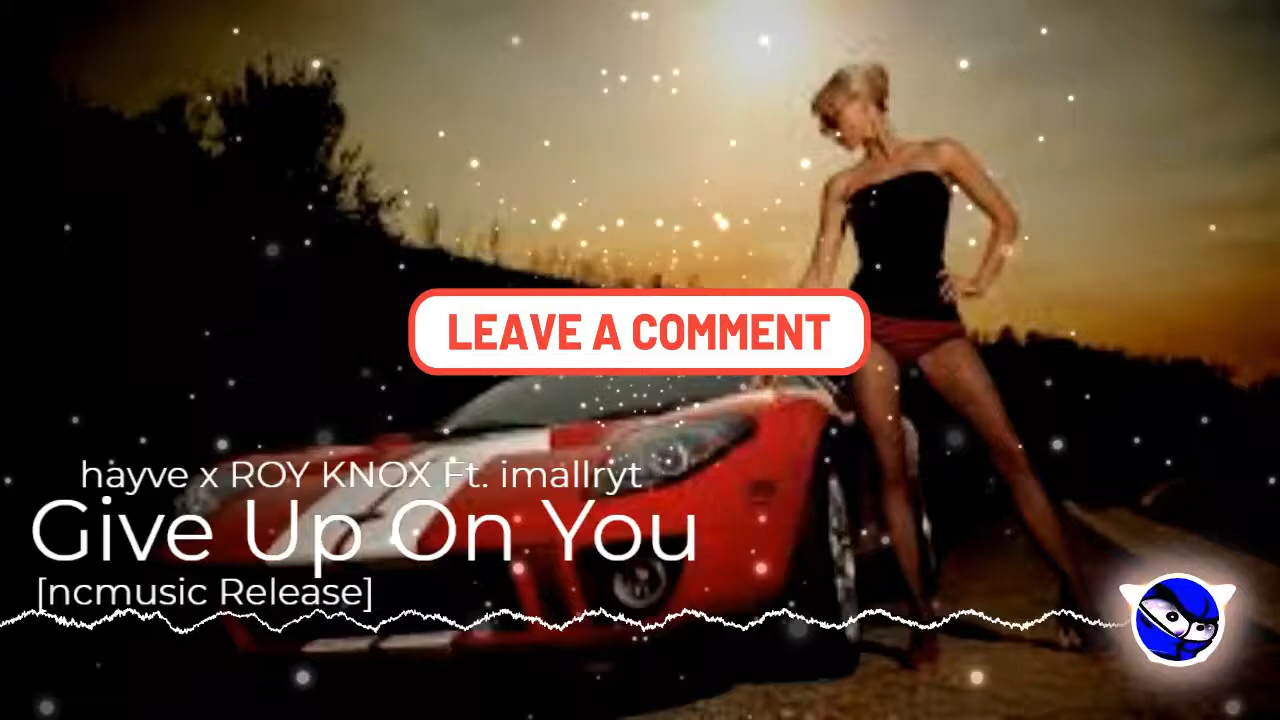 LEAVE A COMMENT
hayve x ROY KNOX Ft. imallryt
Give Up On You
[ncmusic Release]